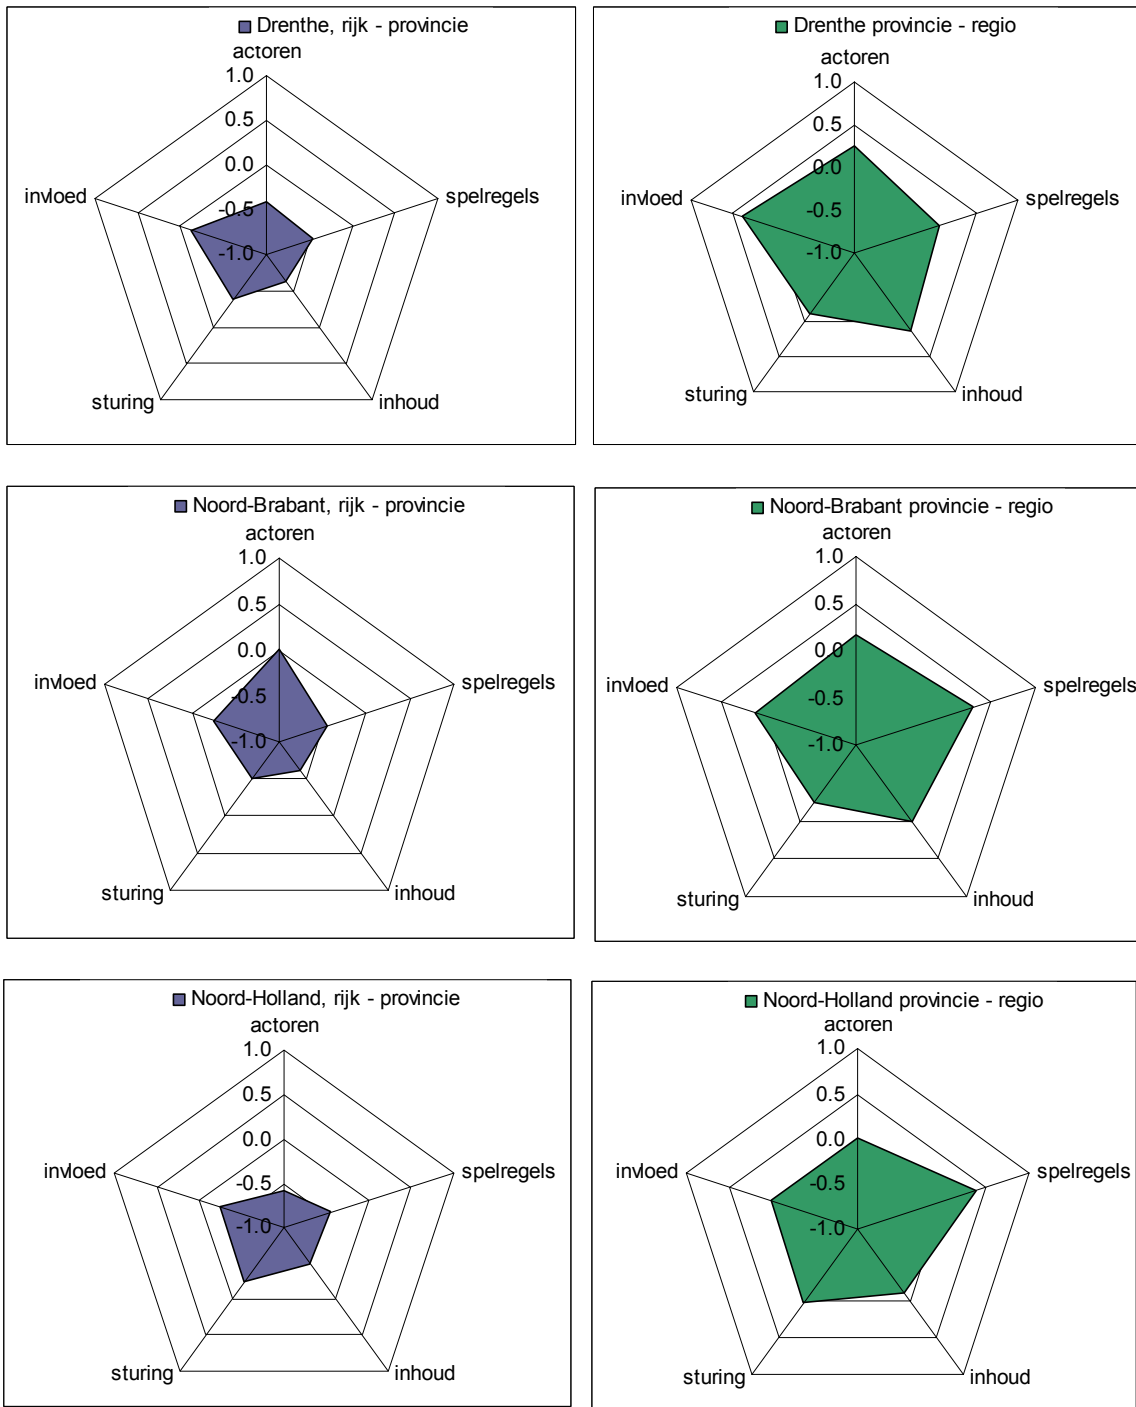 Drenthe, rijk - provincie
actoren
1.0
0.5
0.0
-0.5
-1.0
invloed
spelregels
sturing
inhoud
Drenthe provincie - regio
actoren
1.0
0.5
0.0
-0.5
-1.0
invloed
spelregels
sturing
inhoud
Noord-Brabant, rijk - provincie
actoren
1.0
0.5
0.0
-0.5
-1.0
invloed
spelregels
sturing
inhoud
Noord-Brabant provincie - regio
actoren
1.0
0.5
0.0
-0.5
-1.0
invloed
spelregels
sturing
inhoud
Noord-Holland, rijk - provincie
actoren
1.0
0.5
0.0
-0.5
-1.0
invloed
spelregels
sturing
inhoud
Noord-Holland provincie - regio
actoren
1.0
0.5
0.0
-0.5
-1.0
invloed
spelregels
sturing
inhoud